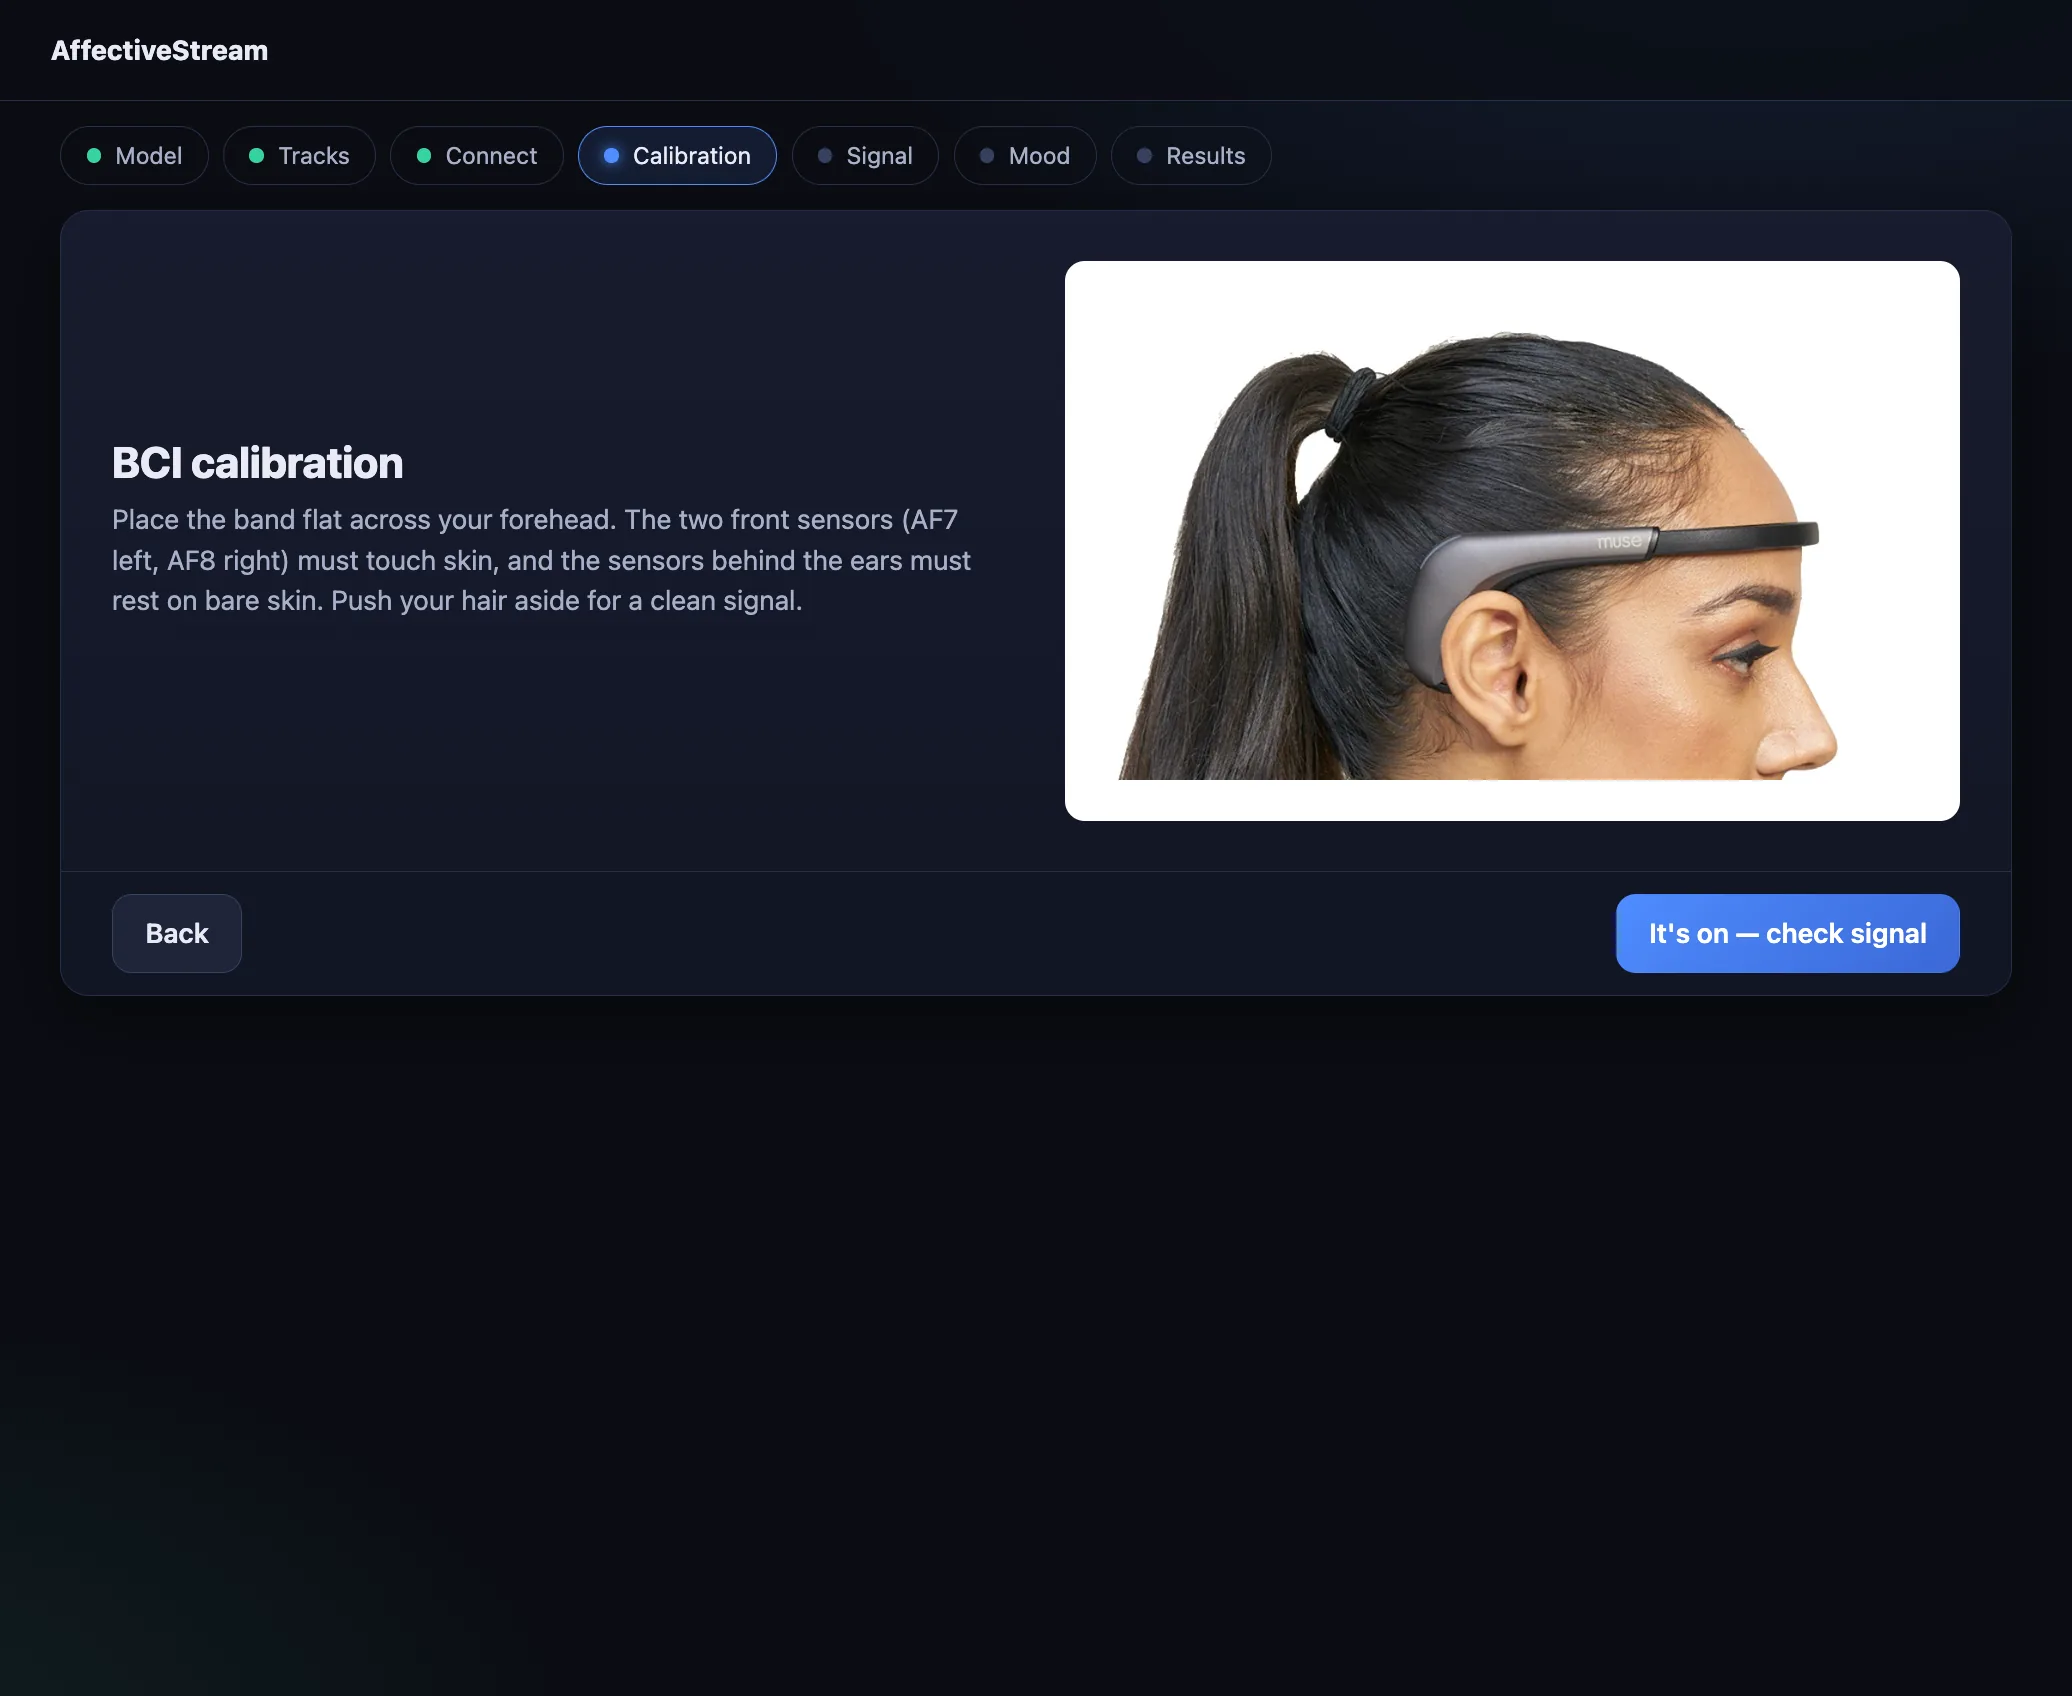 AffectiveStream
Model
Tracks
Connect
Calibration
Signal
Mood
Results
BCI calibration
Place the band flat across your forehead. The two front sensors (AF7
left, AF8 right) must touch skin, and the sensors behind the ears must
rest on bare skin. Push your hair aside for a clean signal.
muse
Back
It's on — check signal